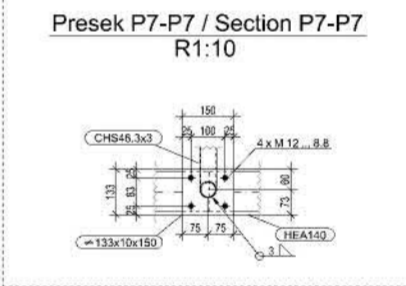 Presek P7-P7 / Section P7-P7
R1:10
150
25 100 25
CHS46.3x3
4 x M 12 ... 8.8
133
25 83 25
60
73
75 75
HEA140
133x10x150
3